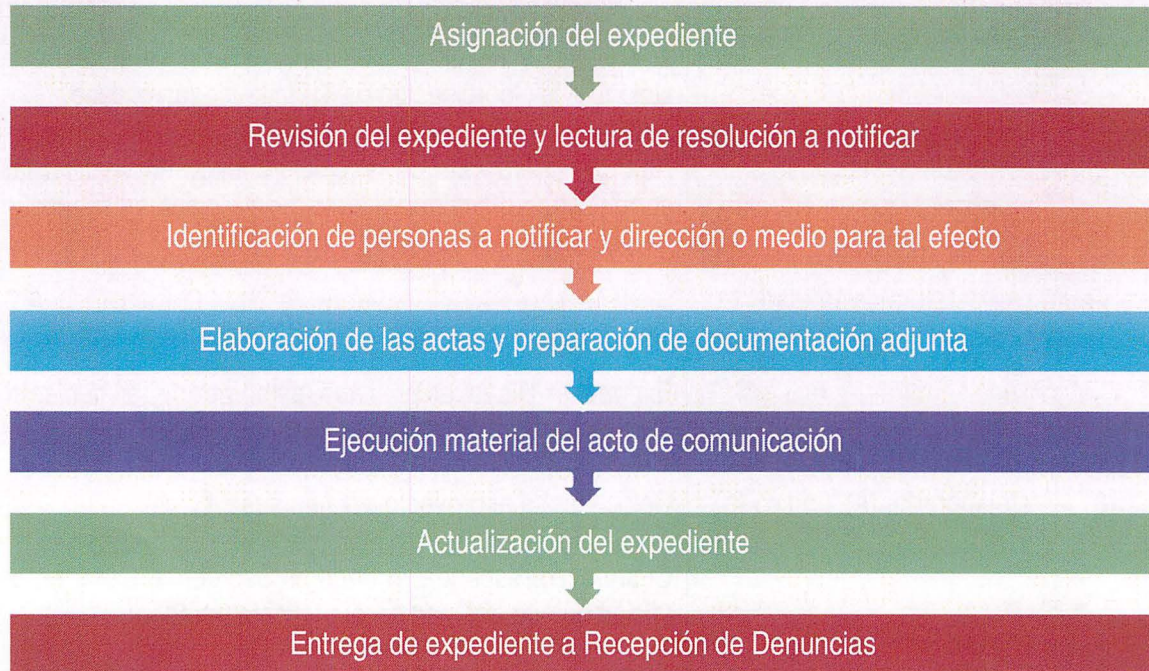 Asignación del expediente
Revisión del expediente y lectura de resolución a notificar
Identificación de personas a notificar y dirección o medio para tal efecto
Elaboración de las actas y preparación de documentación adjunta
Ejecución material del acto de comunicación
Actualización del expediente
Entrega de expediente a Recepción de Denuncias